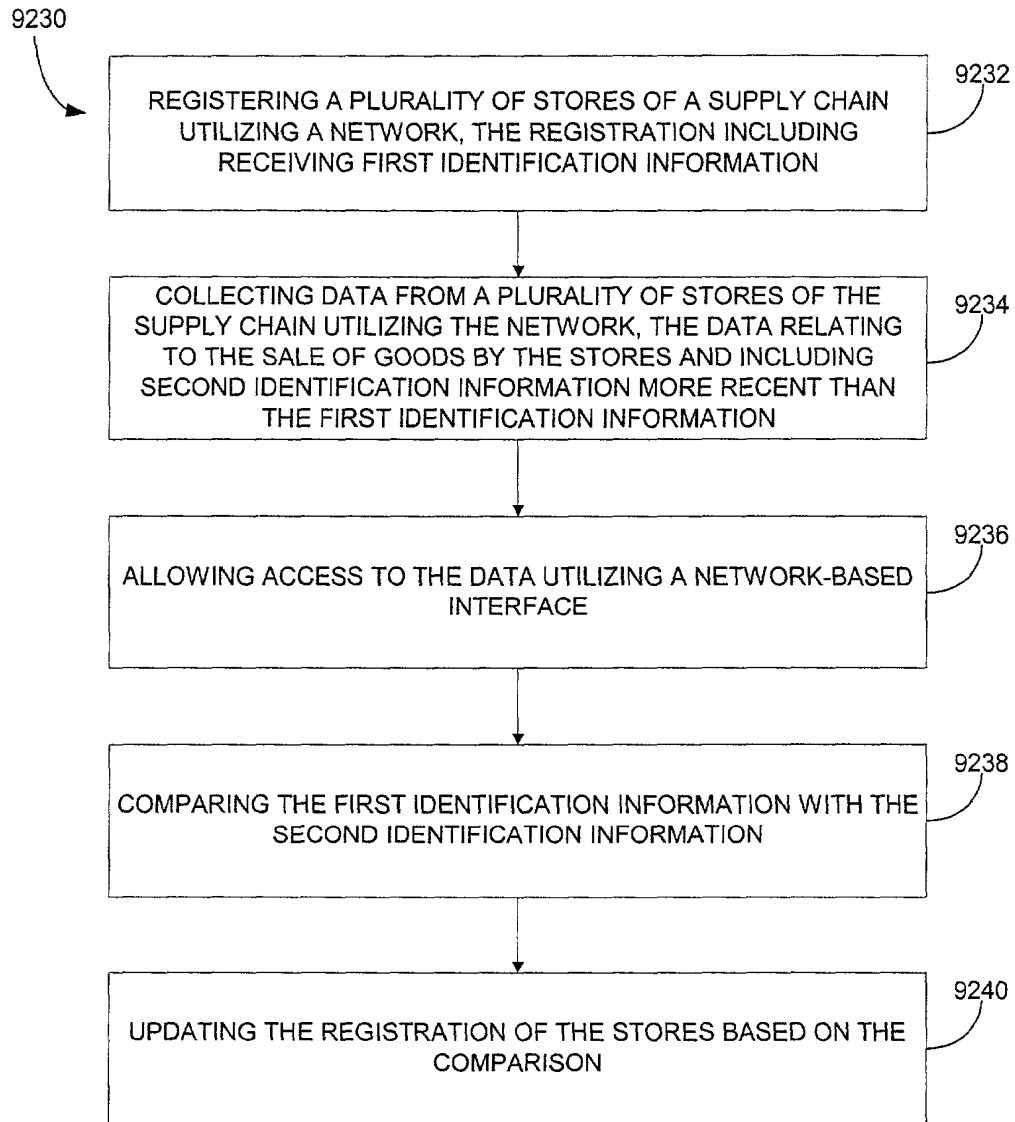 9230
9232
REGISTERING A PLURALITY OF STORES OF A SUPPLY CHAIN
UTILIZING A NETWORK, THE REGISTRATION INCLUDING
RECEIVING FIRST IDENTIFICATION INFORMATION
9234
COLLECTING DATA FROM A PLURALITY OF STORES OF THE
SUPPLY CHAIN UTILIZING THE NETWORK, THE DATA RELATING
TO THE SALE OF GOODS BY THE STORES AND INCLUDING
SECOND IDENTIFICATION INFORMATION MORE RECENT THAN
THE FIRST IDENTIFICATION INFORMATION
9236
ALLOWING ACCESS TO THE DATA UTILIZING A NETWORK-BASED
INTERFACE
9238
COMPARING THE FIRST IDENTIFICATION INFORMATION WITH THE
SECOND IDENTIFICATION INFORMATION
9240
UPDATING THE REGISTRATION OF THE STORES BASED ON THE
COMPARISON